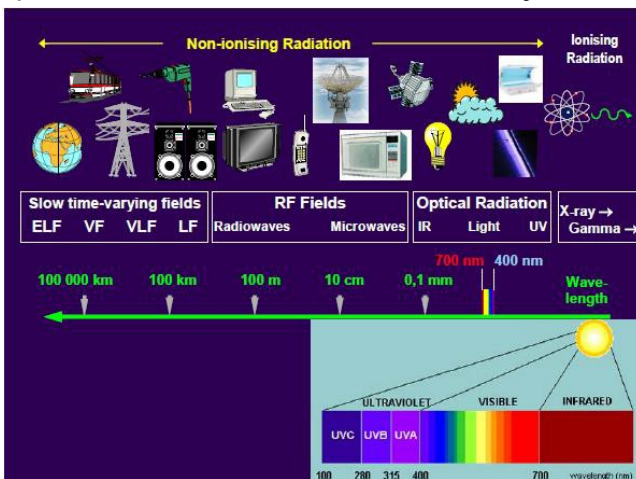 Non-ionising Radiation
Ionising
Radiation
Slow time-varying fields
ELF VF VLF LF
RF
Fields
Radiowaves Microwaves
Optical Radiation
IR Light UV
X-ray →
Gamma →
700 nm 400 nm
100 000 km 100 km 100 m 10 cm 0,1 mm
Wave-
length
ULTRAVIOLET VISIBLE INFRARED
UVC UVB UVA
100 280 315 400 700 wavelength (nm)